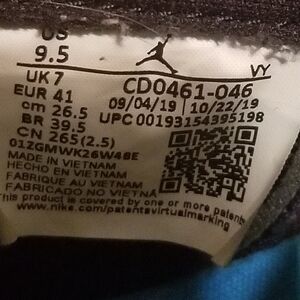 US
9.5
VY
UK 7
CD0461-046
EUR 41
09/04/19
10/22/19
cm 26.5
UPC 00193154395198
BR 39.5
CN 265(2.5)
01ZGMWK26W4BE
MADE IN VIETNAM
HECHO EN VIETNAM
FABRIQUE AU VIETNAM
FABRICADO NO VIETNÃ
this product is covered by one or more patents
www.nike.com/patentsvirtualmarking